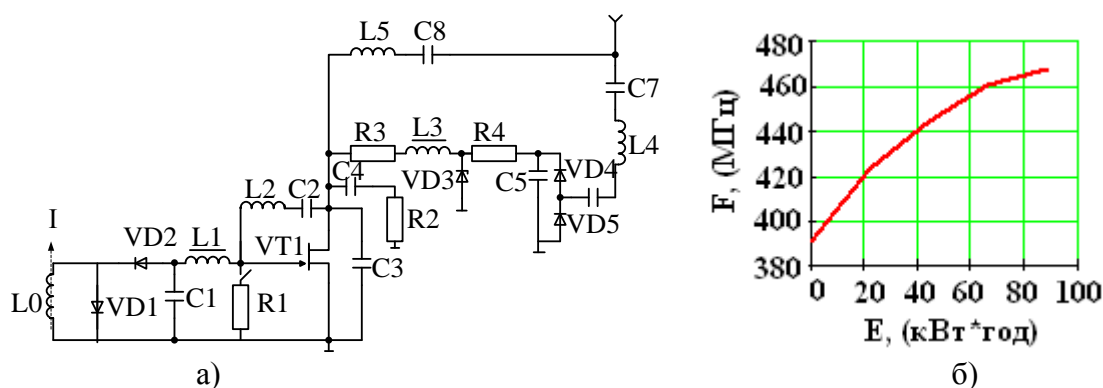 L5
C8
C7
L4
R3
L3
R4
C4
VD3
C5
VD4
VD5
L2
C2
R2
I
VD2
L1
VT1
C3
L0
VD1
C1
R1
а)
F, (МГц)
480
460
440
420
400
380
0 20 40 60 80 100
E, (кВт*год)
б)